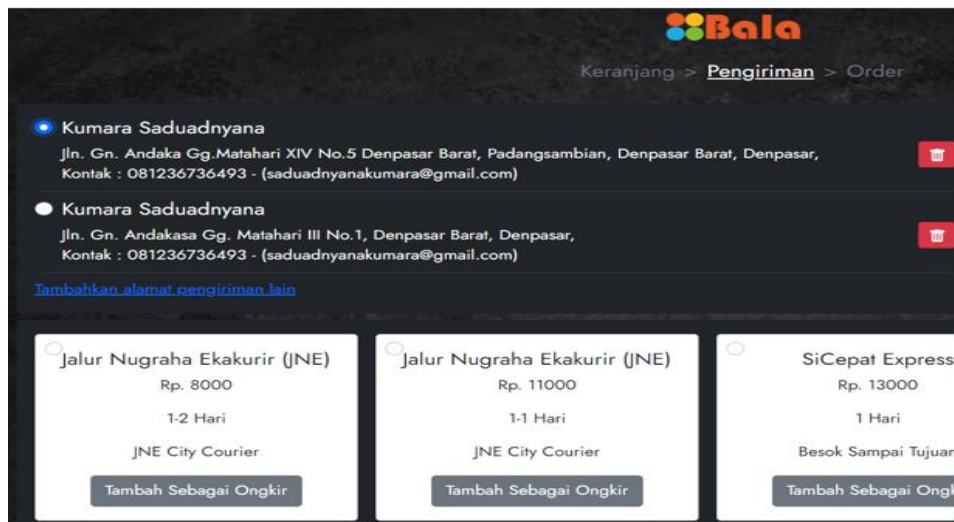 Bala
Keranjang > Pengiriman > Order
Kumara Saduadnyana
Jln. Gn. Andaka Gg.Matahari XIV No.5 Denpasar Barat, Padangsambian, Denpasar Barat, Denpasar,
Kontak : 081236736493 - (saduadnyanakumara@gmail.com)
Kumara Saduadnyana
Jln. Gn. Andakasa Gg. Matahari III No.1, Denpasar Barat, Denpasar,
Kontak : 081236736493 - (saduadnyanakumara@gmail.com)
Tambahkan alamat pengiriman lain
Jalur Nugraha Ekakurir (JNE)
Rp. 8000
1-2 Hari
JNE City Courier
Tambah Sebagai Ongkir
Jalur Nugraha Ekakurir (JNE)
Rp. 11000
1-1 Hari
JNE City Courier
Tambah Sebagai Ongkir
SiCepat Express
Rp. 13000
1 Hari
Besok Sampai Tujuan
Tambah Sebagai